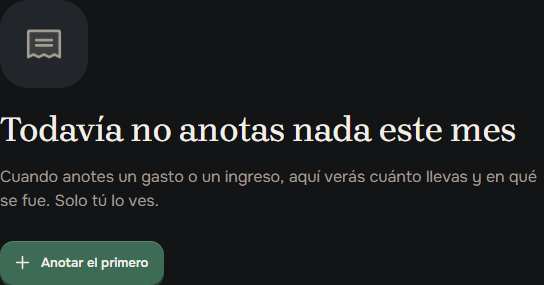 Todavía no anotas nada este mes
Cuando anotes un gasto o un ingreso, aquí verás cuánto llevas y en qué
se fue. Solo tú lo ves.
Anotar el primero